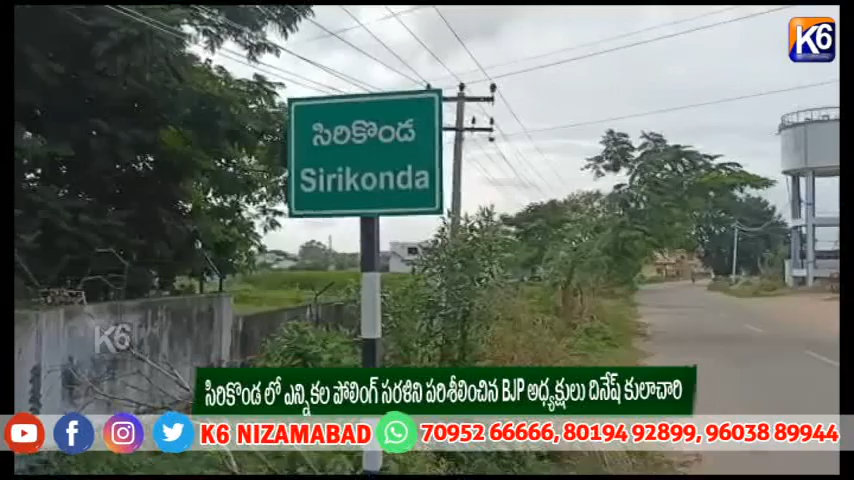 K6
సిరికొండ
Sirikonda
K6
సిరికొండ లో ఎన్నికల పోలింగ్ సరళిని పరిశీలించిన BJP అధ్యక్షులు దినేష్ కులాచారి
K6 NIZAMABAD 70952 66666, 80194 92899, 96038 89944